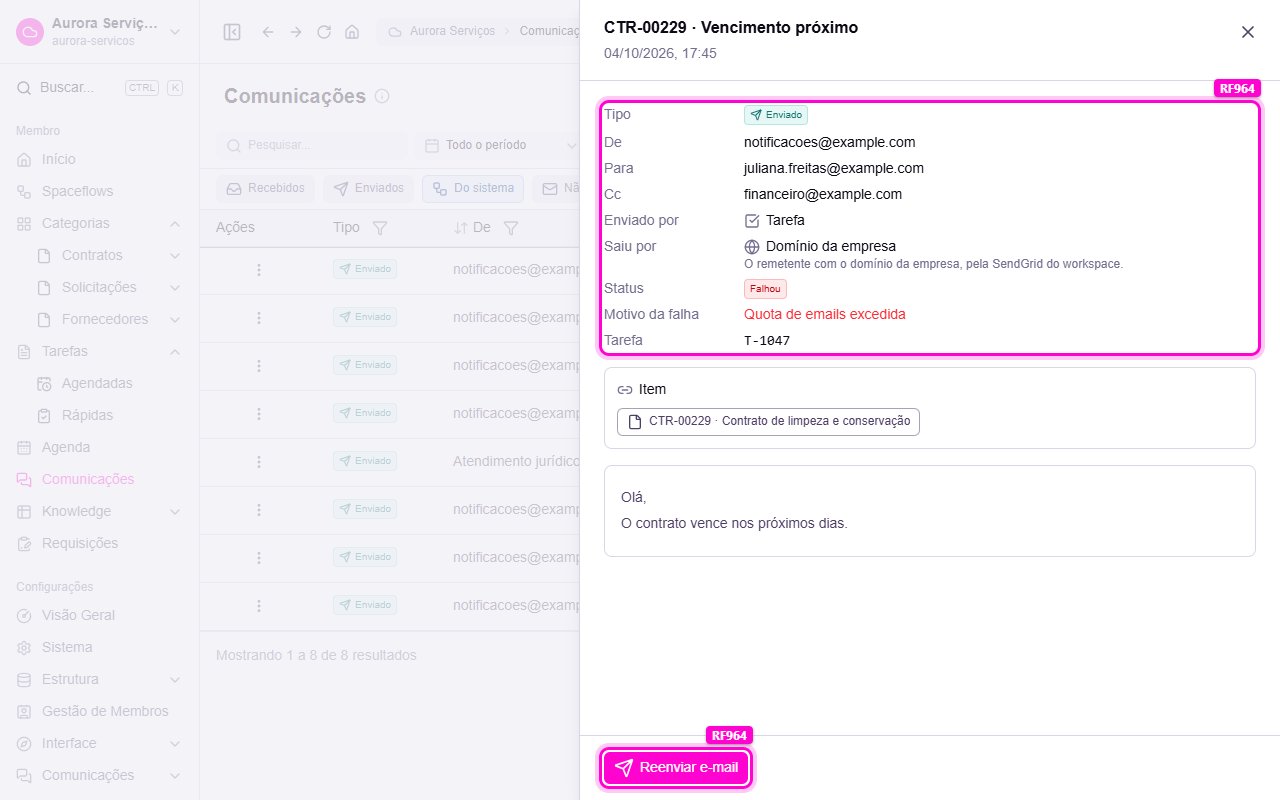 Aurora Serviç...
aurora-servicos
Buscar...
CTRL
K
Membro
Início
Spaceflows
Categorias
Contratos
Solicitações
Fornecedores
Tarefas
Agendadas
Rápidas
Agenda
Comunicações
Knowledge
Requisições
Configurações
Visão Geral
Sistema
Estrutura
Gestão de Membros
Interface
Comunicações
Aurora Serviços
Comunicaç
Comunicações
Pesquisar...
Todo o período
Recebidos
Enviados
Do sistema
Nã
Ações
Tipo
De
Enviado
notificacoes@examp
Enviado
notificacoes@examp
Enviado
notificacoes@examp
Enviado
notificacoes@examp
Enviado
Atendimento jurídico
Enviado
notificacoes@examp
Enviado
notificacoes@examp
Enviado
notificacoes@examp
Mostrando 1 a 8 de 8 resultados
CTR-00229 · Vencimento próximo
04/10/2026, 17:45
RF964
Tipo
Enviado
De
notificacoes@example.com
Para
juliana.freitas@example.com
Cc
financeiro@example.com
Enviado por
Tarefa
Saiu por
Domínio da empresa
O remetente com o domínio da empresa, pela SendGrid do workspace.
Status
Falhou
Motivo da falha
Quota de emails excedida
Tarefa
T-1047
Item
CTR-00229 · Contrato de limpeza e conservação
Olá,
O contrato vence nos próximos dias.
RF964
Reenviar e-mail